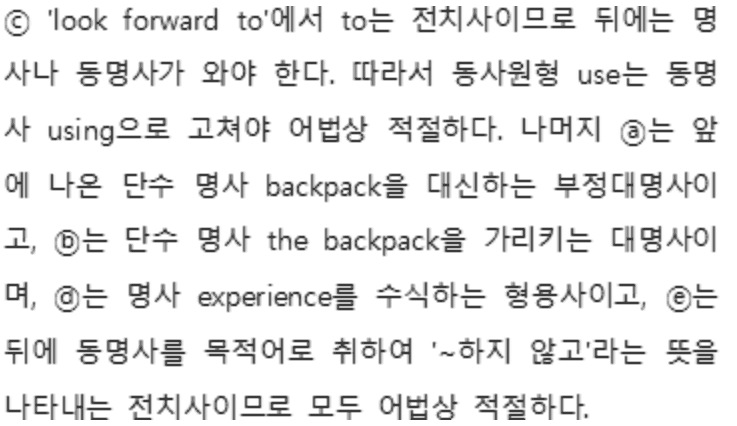 ⓒ 'look forward to'에서 to는 전치사이므로 뒤에는 명
사나 동명사가 와야 한다. 따라서 동사원형 use는 동명
사 using으로 고쳐야 어법상 적절하다. 나머지 ⓐ는 앞
에 나온 단수 명사 backpack을 대신하는 부정대명사이
고, ⓑ는 단수 명사 the backpack을 가리키는 대명사이
며, ⓓ는 명사 experience를 수식하는 형용사이고, ⓔ는
뒤에 동명사를 목적어로 취하여 '~하지 않고'라는 뜻을
나타내는 전치사이므로 모두 어법상 적절하다.